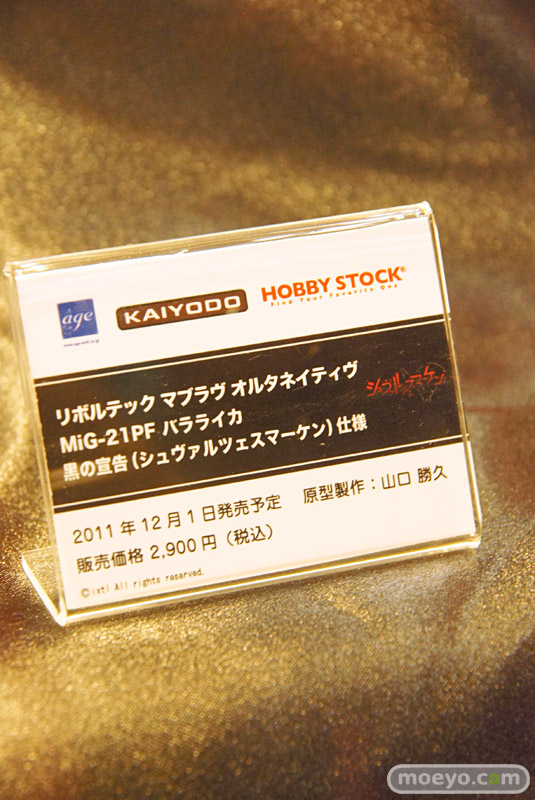 âge
www.age-soft.co.jp
KAIYODO
HOBBY STOCK®
Find Your Favorite One.
リボルテック マブラヴ オルタネイティヴ
MiG-21PF バラライカ
黒の宣告(シュヴァルツェスマーケン)仕様
シュヴァルツェスマーケン
2011年12月1日発売予定 原型製作:山口 勝久
販売価格 2,900円(税込)
©ixtl All rights reserved.
moeyo.com